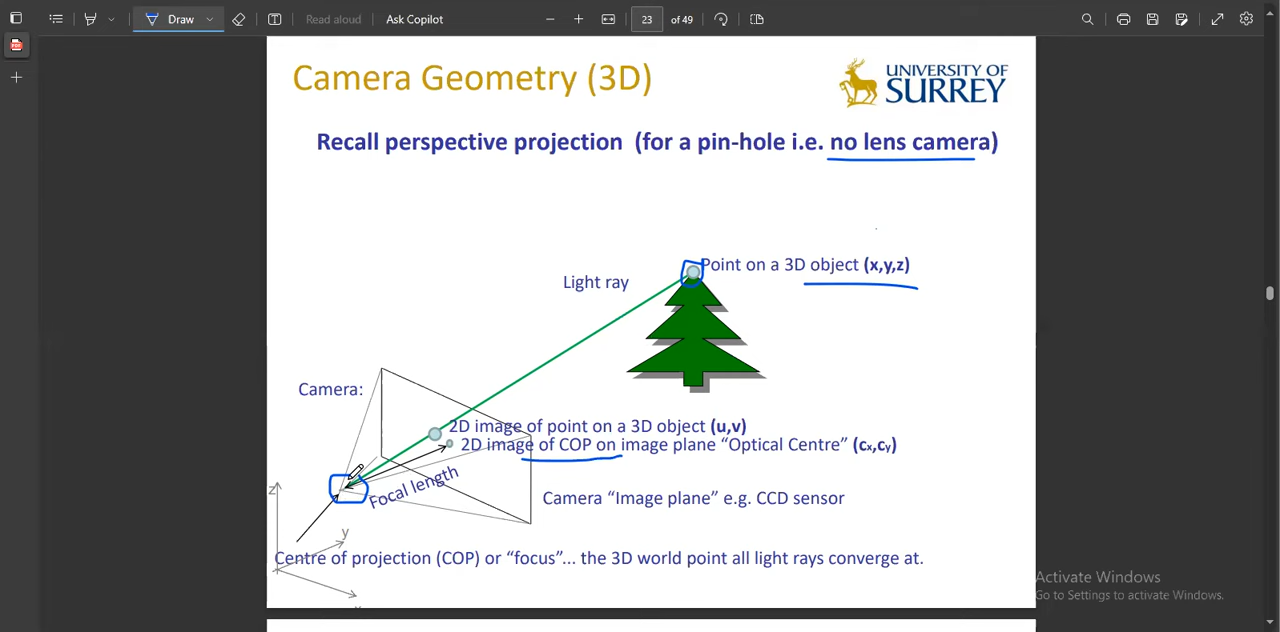 Draw
Read aloud
Ask Copilot
23
of 49
Camera Geometry (3D)
UNIVERSITY OF
SURREY
Recall perspective projection (for a pin-hole i.e. no lens camera)
Point on a 3D object (x,y,z)
Light ray
Camera:
2D image of point on a 3D object (u,v)
2D image of COP on image plane “Optical Centre” (cx,cy)
Focal length
z
Camera “Image plane” e.g. CCD sensor
y
Centre of projection (COP) or “focus”... the 3D world point all light rays converge at.
Activate Windows
Go to Settings to activate Windows.